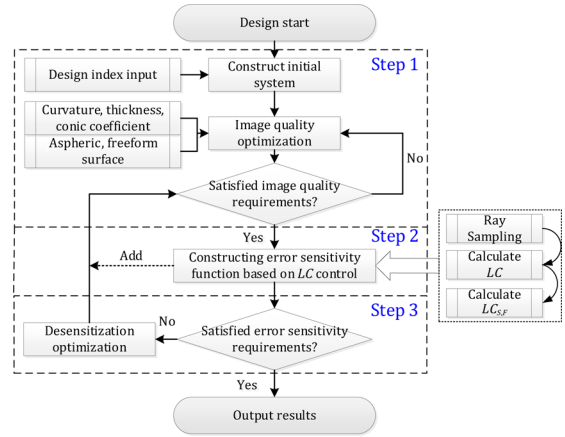 Design start
Step 1
Design index input
Construct initial
system
Curvature, thickness,
conic coefficient
Aspheric, freeform
surface
Image quality
optimization
No
Satisfied image quality
requirements?
Yes
Step 2
Add
Constructing error sensitivity
function based on LC control
Ray
Sampling
Calculate
LC
Calculate
LCS,F
Step 3
Desensitization
optimization
No
Satisfied error sensitivity
requirements?
Yes
Output results